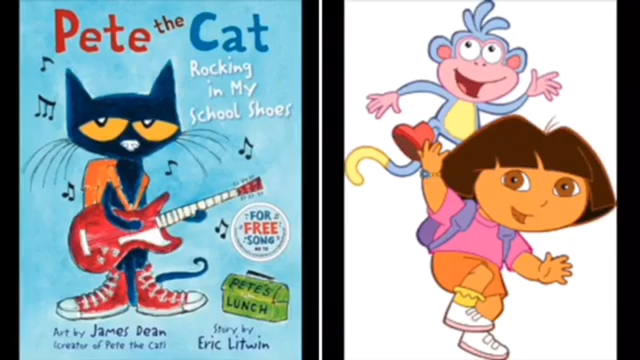 Pete the Cat
Rocking
in My
School Shoes
FOR
FREE
SONG
PETE'S
LUNCH
Art by James Dean
(creator of Pete the Cat)
Story by
Eric Litwin